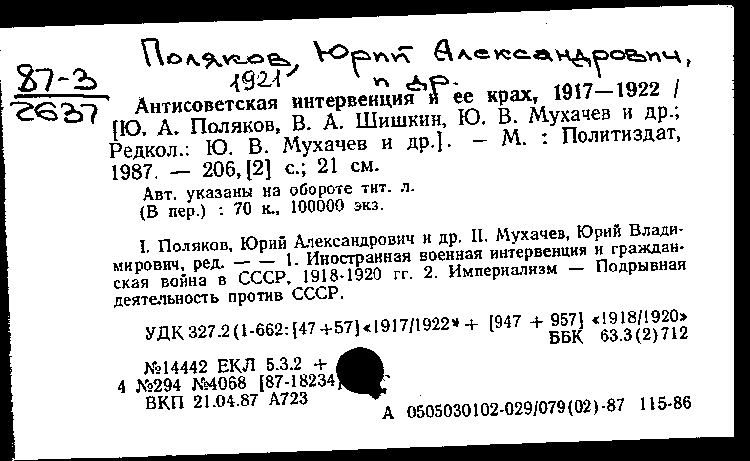 Поляков, Юрий Александрович,
1921 и др.
87-3
2637
Антисоветская интервенция и ее крах, 1917—1922 /
[Ю. А. Поляков, В. А. Шишкин, Ю. В. Мухачев и др.;
Редкол.: Ю. В. Мухачев и др.]. — М. : Политиздат,
1987. — 206,[2] с.; 21 см.
Авт. указаны на обороте тит. л.
(В пер.) : 70 к., 100000 экз.
I. Поляков, Юрий Александрович и др. II. Мухачев, Юрий Влади-
мирович, ред. — — 1. Иностранная военная интервенция и граждан-
ская война в СССР, 1918-1920 гг. 2. Империализм — Подрывная
деятельность против СССР.
УДК 327.2(1-662:[47+57]«1917/1922»+ [947 + 957] «1918/1920»
ББК 63.3(2)712
№14442 ЕКЛ 5.3.2 +
4 №294 №4068 [87-18234]
ВКП 21.04.87 А723
А 0505030102-029/079(02)-87 115-86